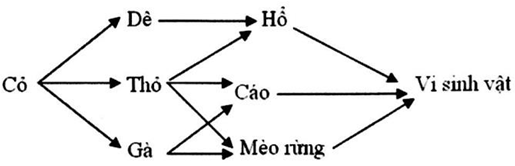 Dê Hổ
Cỏ Thỏ Cáo Vi sinh vật
Gà Mèo rừng